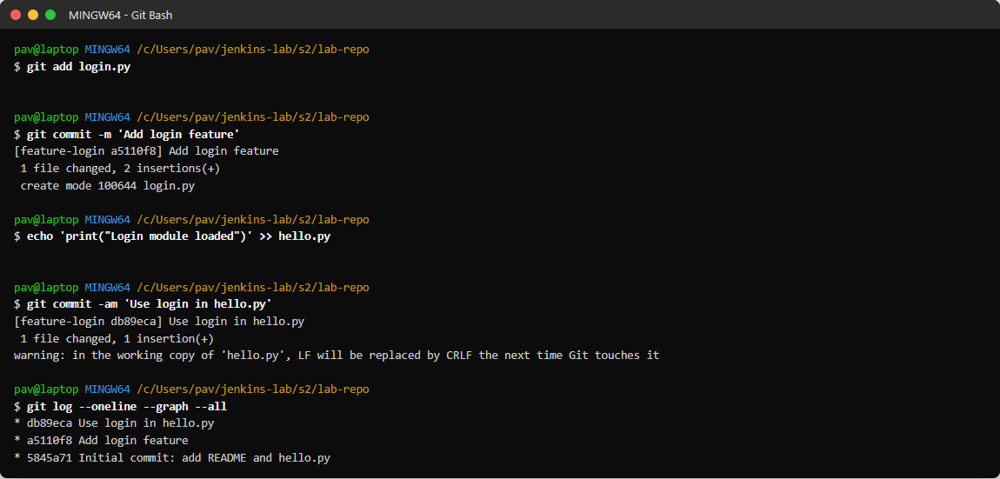 MINGW64 - Git Bash
pav@laptop MINGW64 /c/Users/pav/jenkins-lab/s2/lab-repo
$ git add login.py
pav@laptop MINGW64 /c/Users/pav/jenkins-lab/s2/lab-repo
$ git commit -m 'Add login feature'
[feature-login a5110f8] Add login feature
 1 file changed, 2 insertions(+)
 create mode 100644 login.py
pav@laptop MINGW64 /c/Users/pav/jenkins-lab/s2/lab-repo
$ echo 'print("Login module loaded")' >> hello.py
pav@laptop MINGW64 /c/Users/pav/jenkins-lab/s2/lab-repo
$ git commit -am 'Use login in hello.py'
[feature-login db89eca] Use login in hello.py
 1 file changed, 1 insertion(+)
warning: in the working copy of 'hello.py', LF will be replaced by CRLF the next time Git touches it
pav@laptop MINGW64 /c/Users/pav/jenkins-lab/s2/lab-repo
$ git log --oneline --graph --all
* db89eca Use login in hello.py
* a5110f8 Add login feature
* 5845a71 Initial commit: add README and hello.py